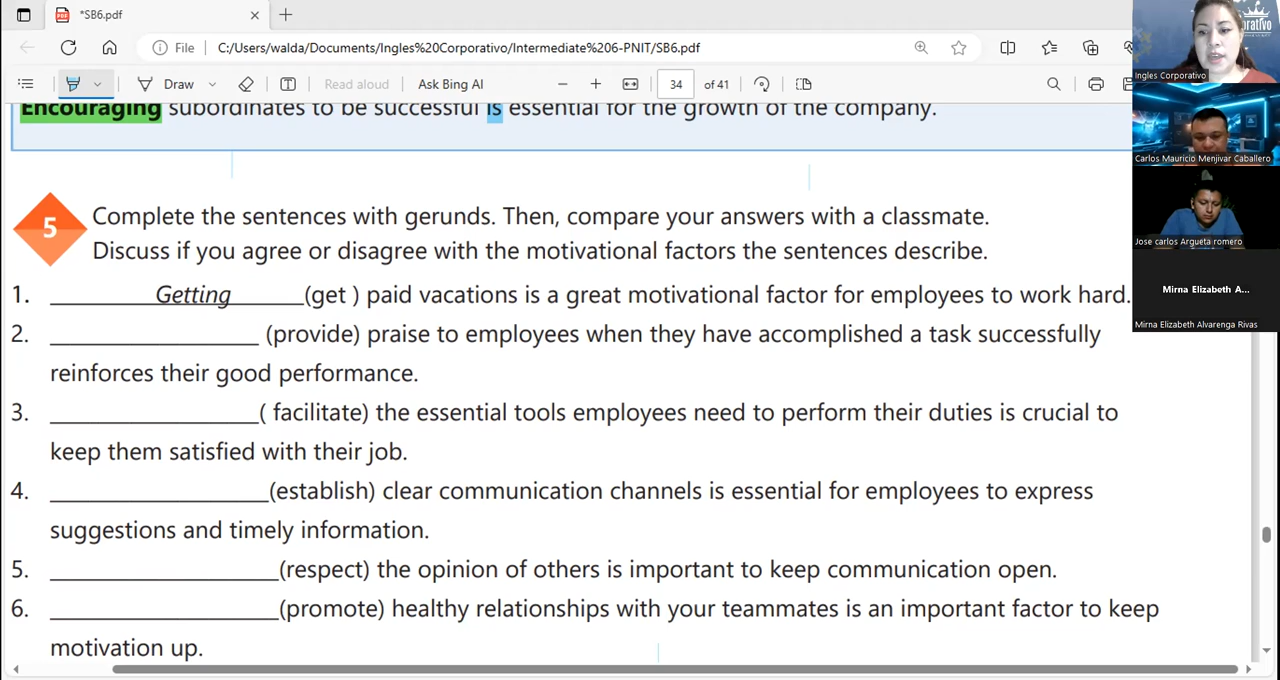 *SB6.pdf
File C:/Users/walda/Documents/Ingles%20Corporativo/Intermediate%206-PNIT/SB6.pdf
Draw Read aloud Ask Bing AI 34 of 41
Encouraging subordinates to be successful is essential for the growth of the company.
5
Complete the sentences with gerunds. Then, compare your answers with a classmate.
Discuss if you agree or disagree with the motivational factors the sentences describe.
1. ____________Getting________(get ) paid vacations is a great motivational factor for employees to work hard.
2. ____________________ (provide) praise to employees when they have accomplished a task successfully
reinforces their good performance.
3. ____________________( facilitate) the essential tools employees need to perform their duties is crucial to
keep them satisfied with their job.
4. _____________________(establish) clear communication channels is essential for employees to express
suggestions and timely information.
5. ______________________(respect) the opinion of others is important to keep communication open.
6. ______________________(promote) healthy relationships with your teammates is an important factor to keep
motivation up.
Ingles Corporativo
Carlos Mauricio Menjivar Caballero
Jose carlos Argueta romero
Mirna Elizabeth A...
Mirna Elizabeth Alvarenga Rivas